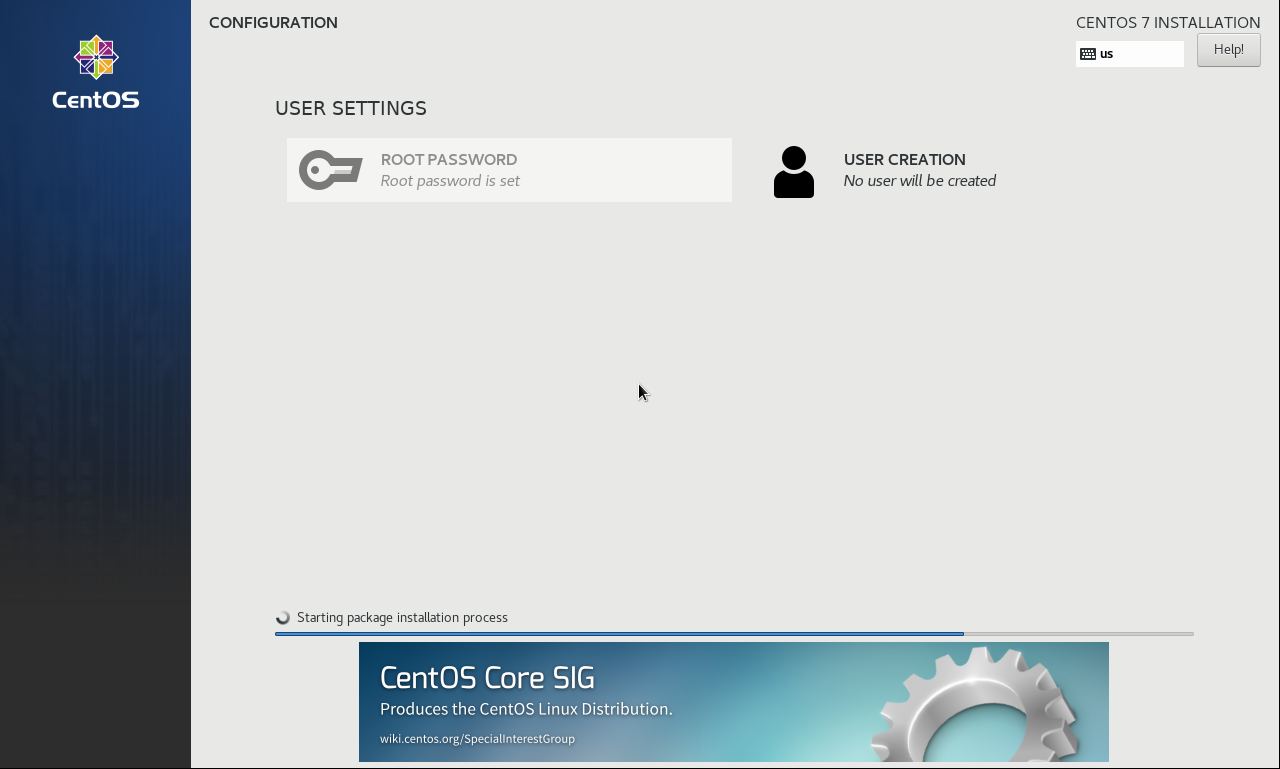 CONFIGURATION
CENTOS 7 INSTALLATION
us
Help!
CentOS
USER SETTINGS
ROOT PASSWORD
Root password is set
USER CREATION
No user will be created
Starting package installation process
CentOS Core SIG
Produces the CentOS Linux Distribution.
wiki.centos.org/SpecialInterestGroup